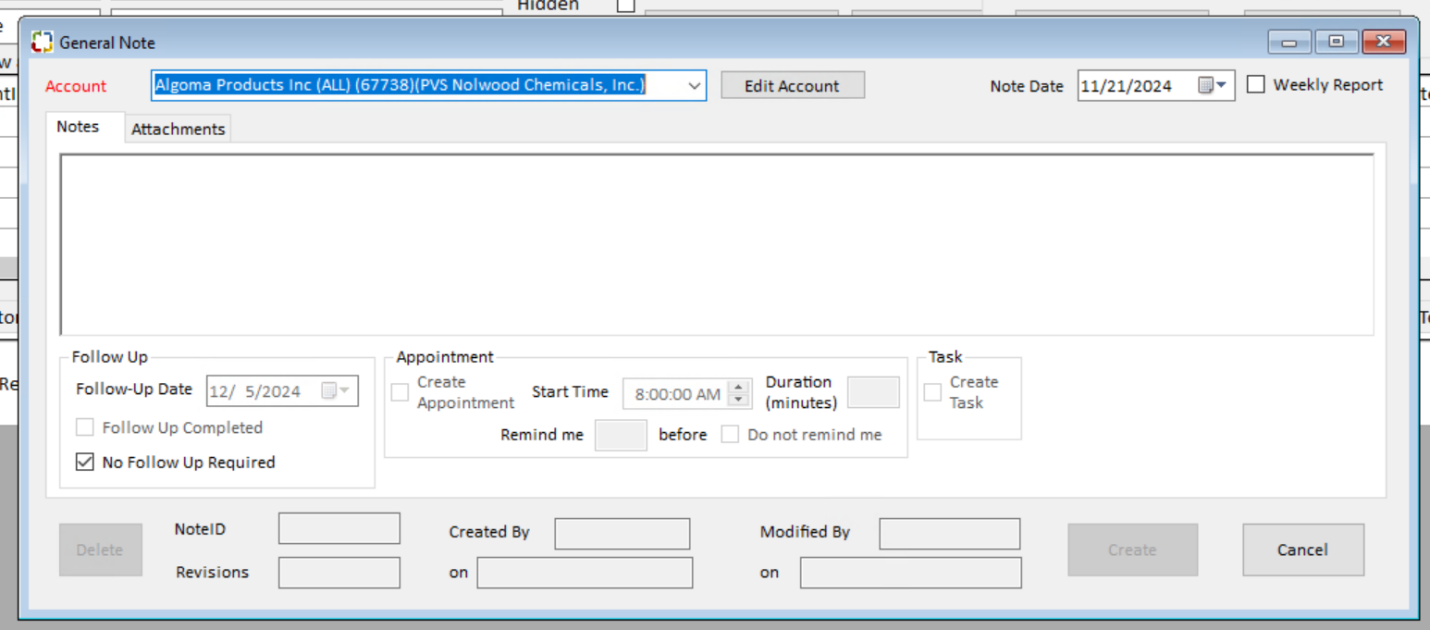 Hidden
General Note
Account Algoma Products Inc (ALL) (67738)(PVS Nolwood Chemicals, Inc.) Edit Account Note Date 11/21/2024 Weekly Report
Notes Attachments
Follow Up
Follow-Up Date 12/ 5/2024
Follow Up Completed
No Follow Up Required
Appointment
Create
Appointment
Start Time 8:00:00 AM
Duration
(minutes)
Remind me before Do not remind me
Task
Create
Task
Delete
NoteID
Revisions
Created By
on
Modified By
on
Create
Cancel